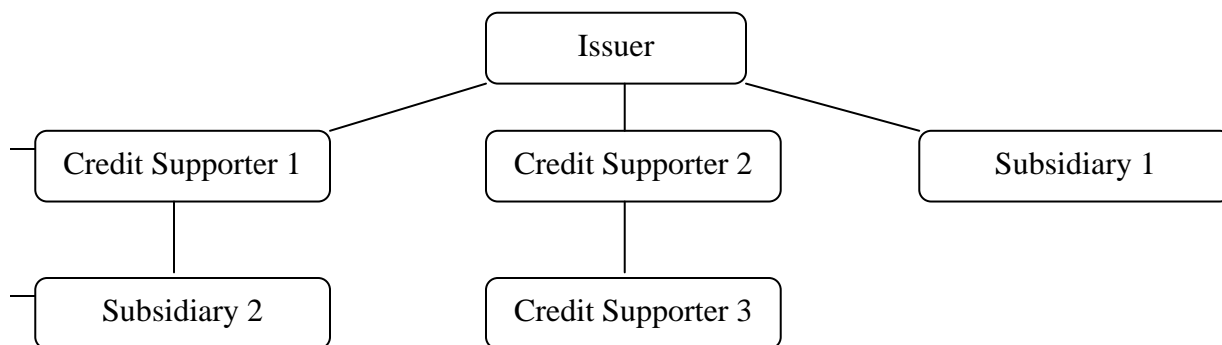 Issuer
Credit Supporter 1
Credit Supporter 2
Subsidiary 1
Subsidiary 2
Credit Supporter 3